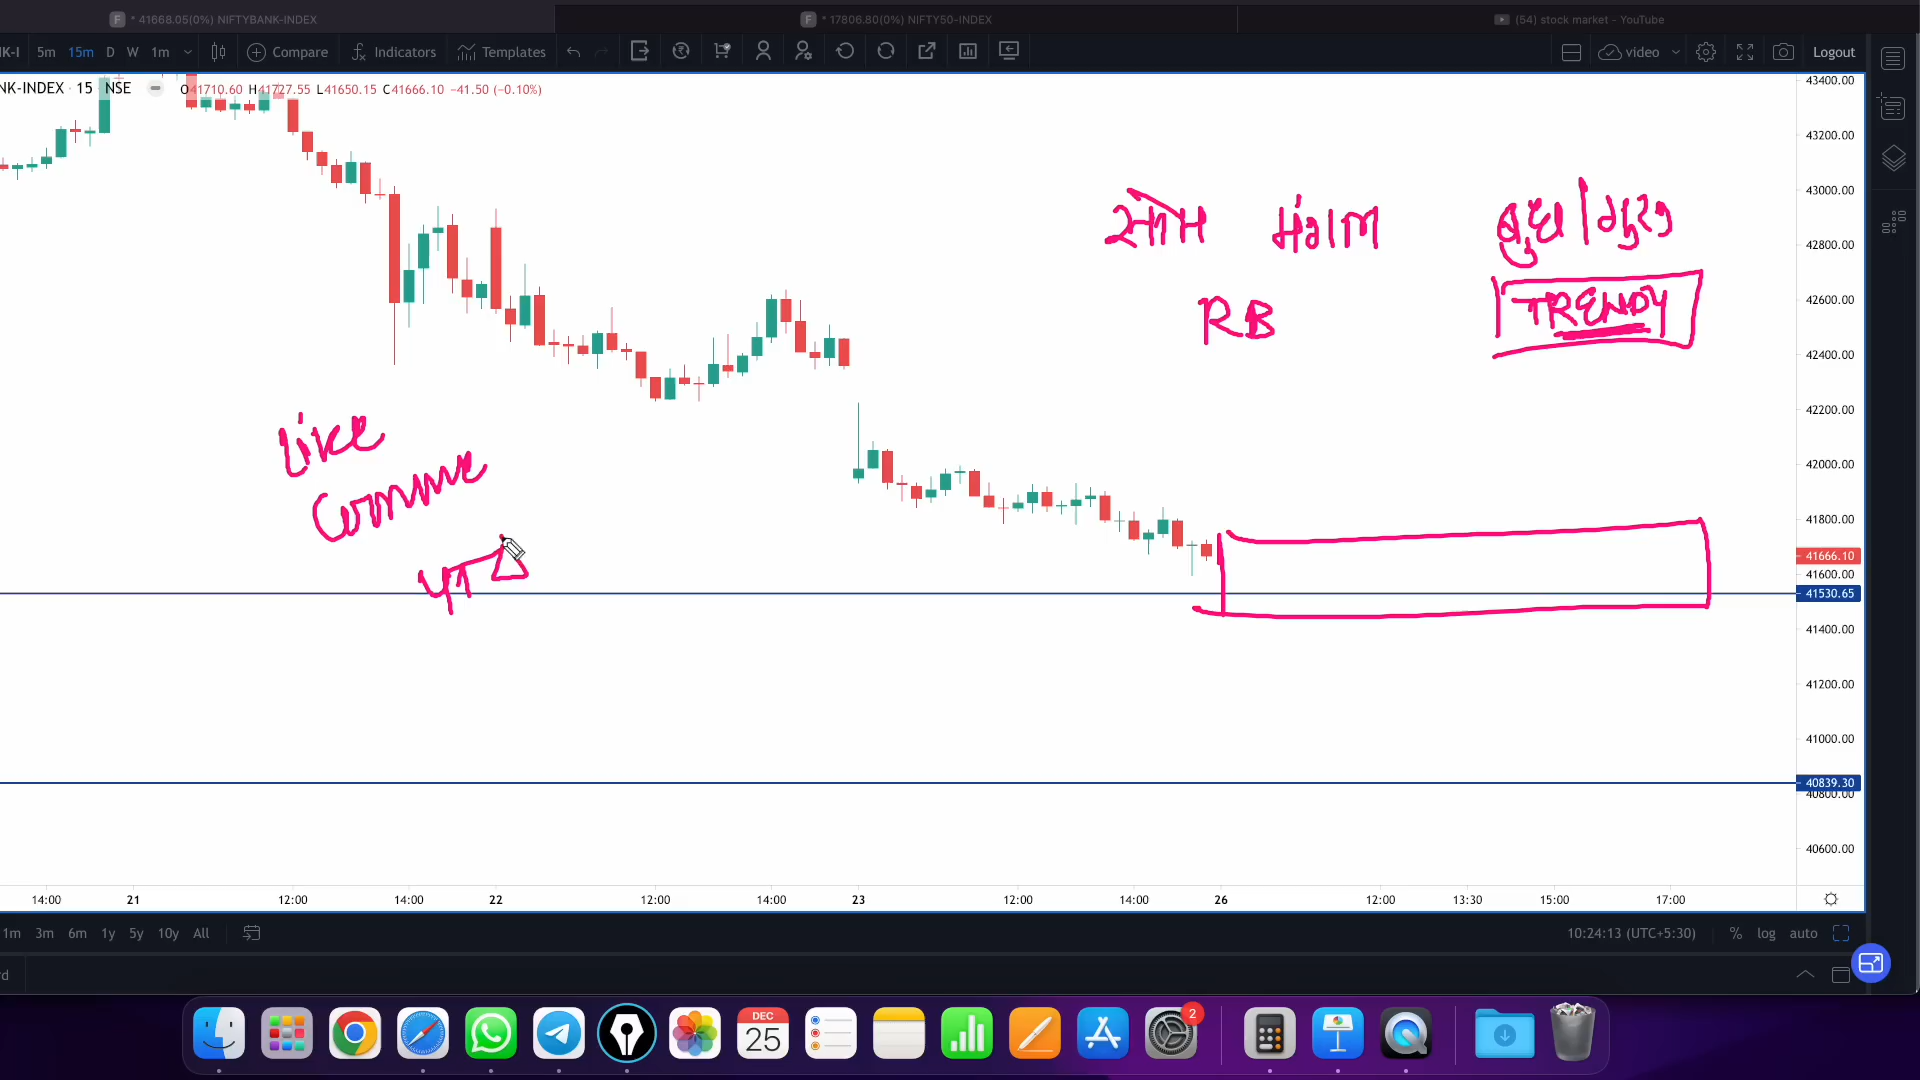 * 41668.05(0%) NIFTYBANK-INDEX
* 17806.80(0%) NIFTY50-INDEX
(54) stock market - YouTube
NK-I 5m 15m D W 1m Compare Indicators Templates video Logout
NK-INDEX · 15 NSE O41710.60 H41727.55 L41650.15 C41666.10 −41.50 (−0.10%)
RB
TRENDY
Like
Comme
43400.00
43200.00
43000.00
42800.00
42600.00
42400.00
42200.00
42000.00
41800.00
41666.10
41600.00
41530.65
41400.00
41200.00
41000.00
40839.30
40800.00
40600.00
14:00 21 12:00 14:00 22 12:00 14:00 23 12:00 14:00 26 12:00 13:30 15:00 17:00
1m 3m 6m 1y 5y 10y All 10:24:13 (UTC+5:30) % log auto
rd
DEC
25
2